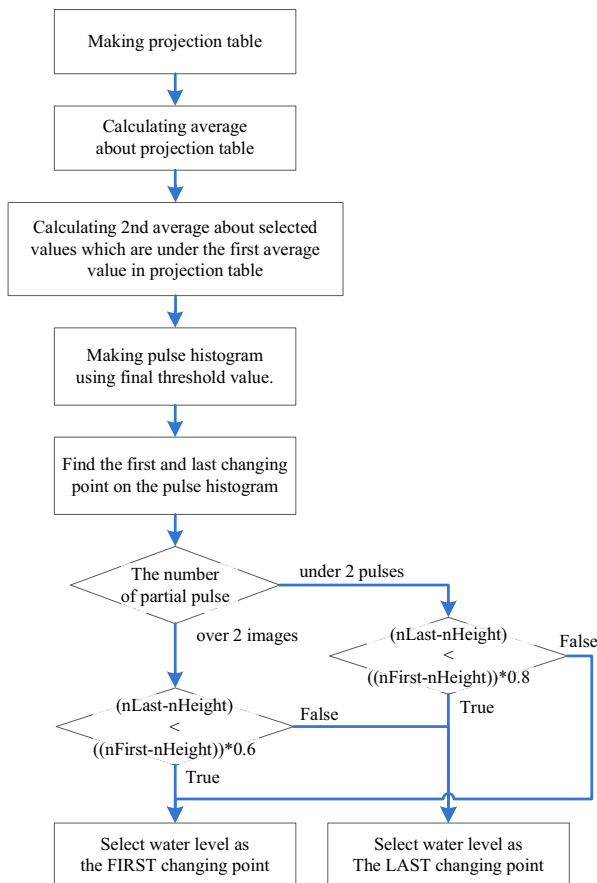 Making projection table
Calculating average
about projection table
Calculating 2nd average about selected
values which are under the first average
value in projection table
Making pulse histogram
using final threshold value.
Find the first and last changing
point on the pulse histogram
The number
of partial pulse
under 2 pulses
over 2 images
(nLast-nHeight)
<
((nFirst-nHeight))*0.8
False
True
(nLast-nHeight)
<
((nFirst-nHeight))*0.6
False
True
Select water level as
the FIRST changing point
Select water level as
The LAST changing point